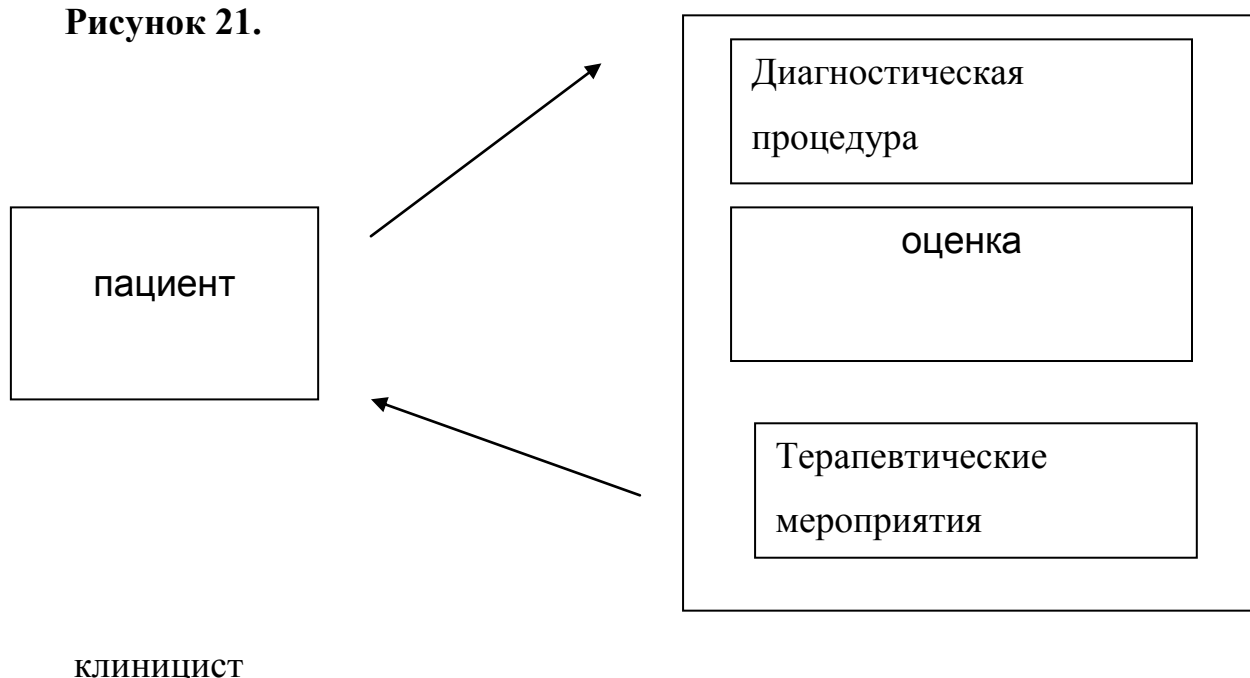 Рисунок 21.
Диагностическая
процедура
оценка
пациент
Терапевтические
мероприятия
клиницист